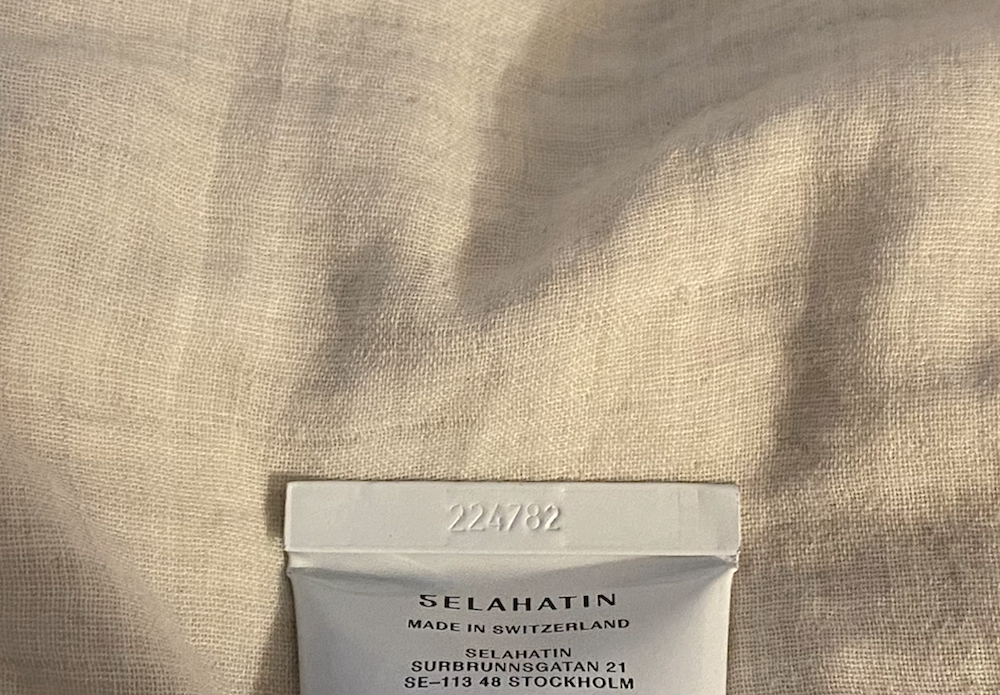 224782
SELAHATIN
MADE IN SWITZERLAND
SELAHATIN
SURBRUNNSGATAN 21
SE–113 48 STOCKHOLM